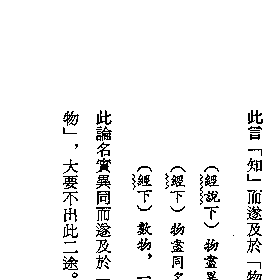 此言「知」而遂及於「物
(經說下)物盡異
(經下)物盡同名
(經下)數物,一
此論名實異同而遂及於「
物」,大要不出此二途。